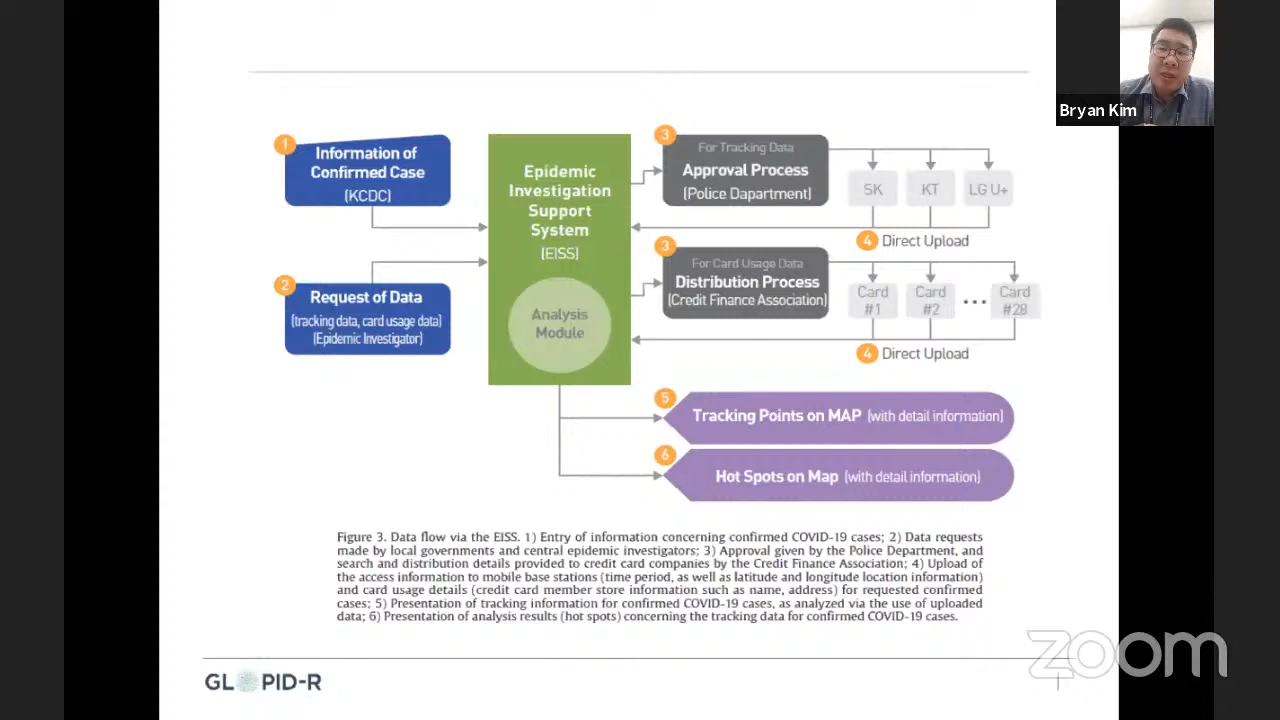 Bryan Kim
1
Information of
Confirmed Case
(KCDC)
2
Request of Data
(tracking data, card usage data)
(Epidemic Investigator)
Epidemic
Investigation
Support
System
(EISS)
Analysis
Module
3
For Tracking Data
Approval Process
(Police Dapartment)
SK
KT
LG U+
4 Direct Upload
3
For Card Usage Data
Distribution Process
(Credit Finance Association)
Card
#1
Card
#2
...
Card
#28
4 Direct Upload
5
Tracking Points on MAP (with detail information)
6
Hot Spots on Map (with detail information)
Figure 3. Data flow via the EISS. 1) Entry of information concerning confirmed COVID-19 cases; 2) Data requests
made by local governments and central epidemic investigators; 3) Approval given by the Police Department, and
search and distribution details provided to credit card companies by the Credit Finance Association; 4) Upload of
the access information to mobile base stations (time period, as well as latitude and longitude location information)
and card usage details (credit card member store information such as name, address) for requested confirmed
cases; 5) Presentation of tracking information for confirmed COVID-19 cases, as analyzed via the use of uploaded
data; 6) Presentation of analysis results (hot spots) concerning the tracking data for confirmed COVID-19 cases.
GLOPID-R
zoom